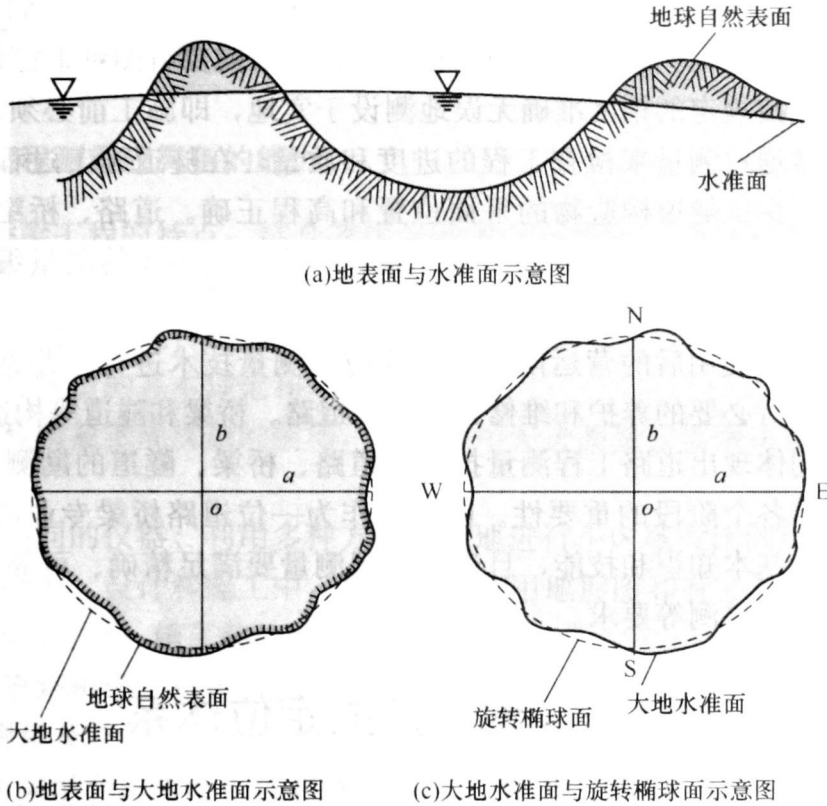 地球自然表面
水准面
(a)地表面与水准面示意图
N
b
a
o
b
a
W
o
E
S
地球自然表面
大地水准面
旋转椭球面
大地水准面
(b)地表面与大地水准面示意图
(c)大地水准面与旋转椭球面示意图